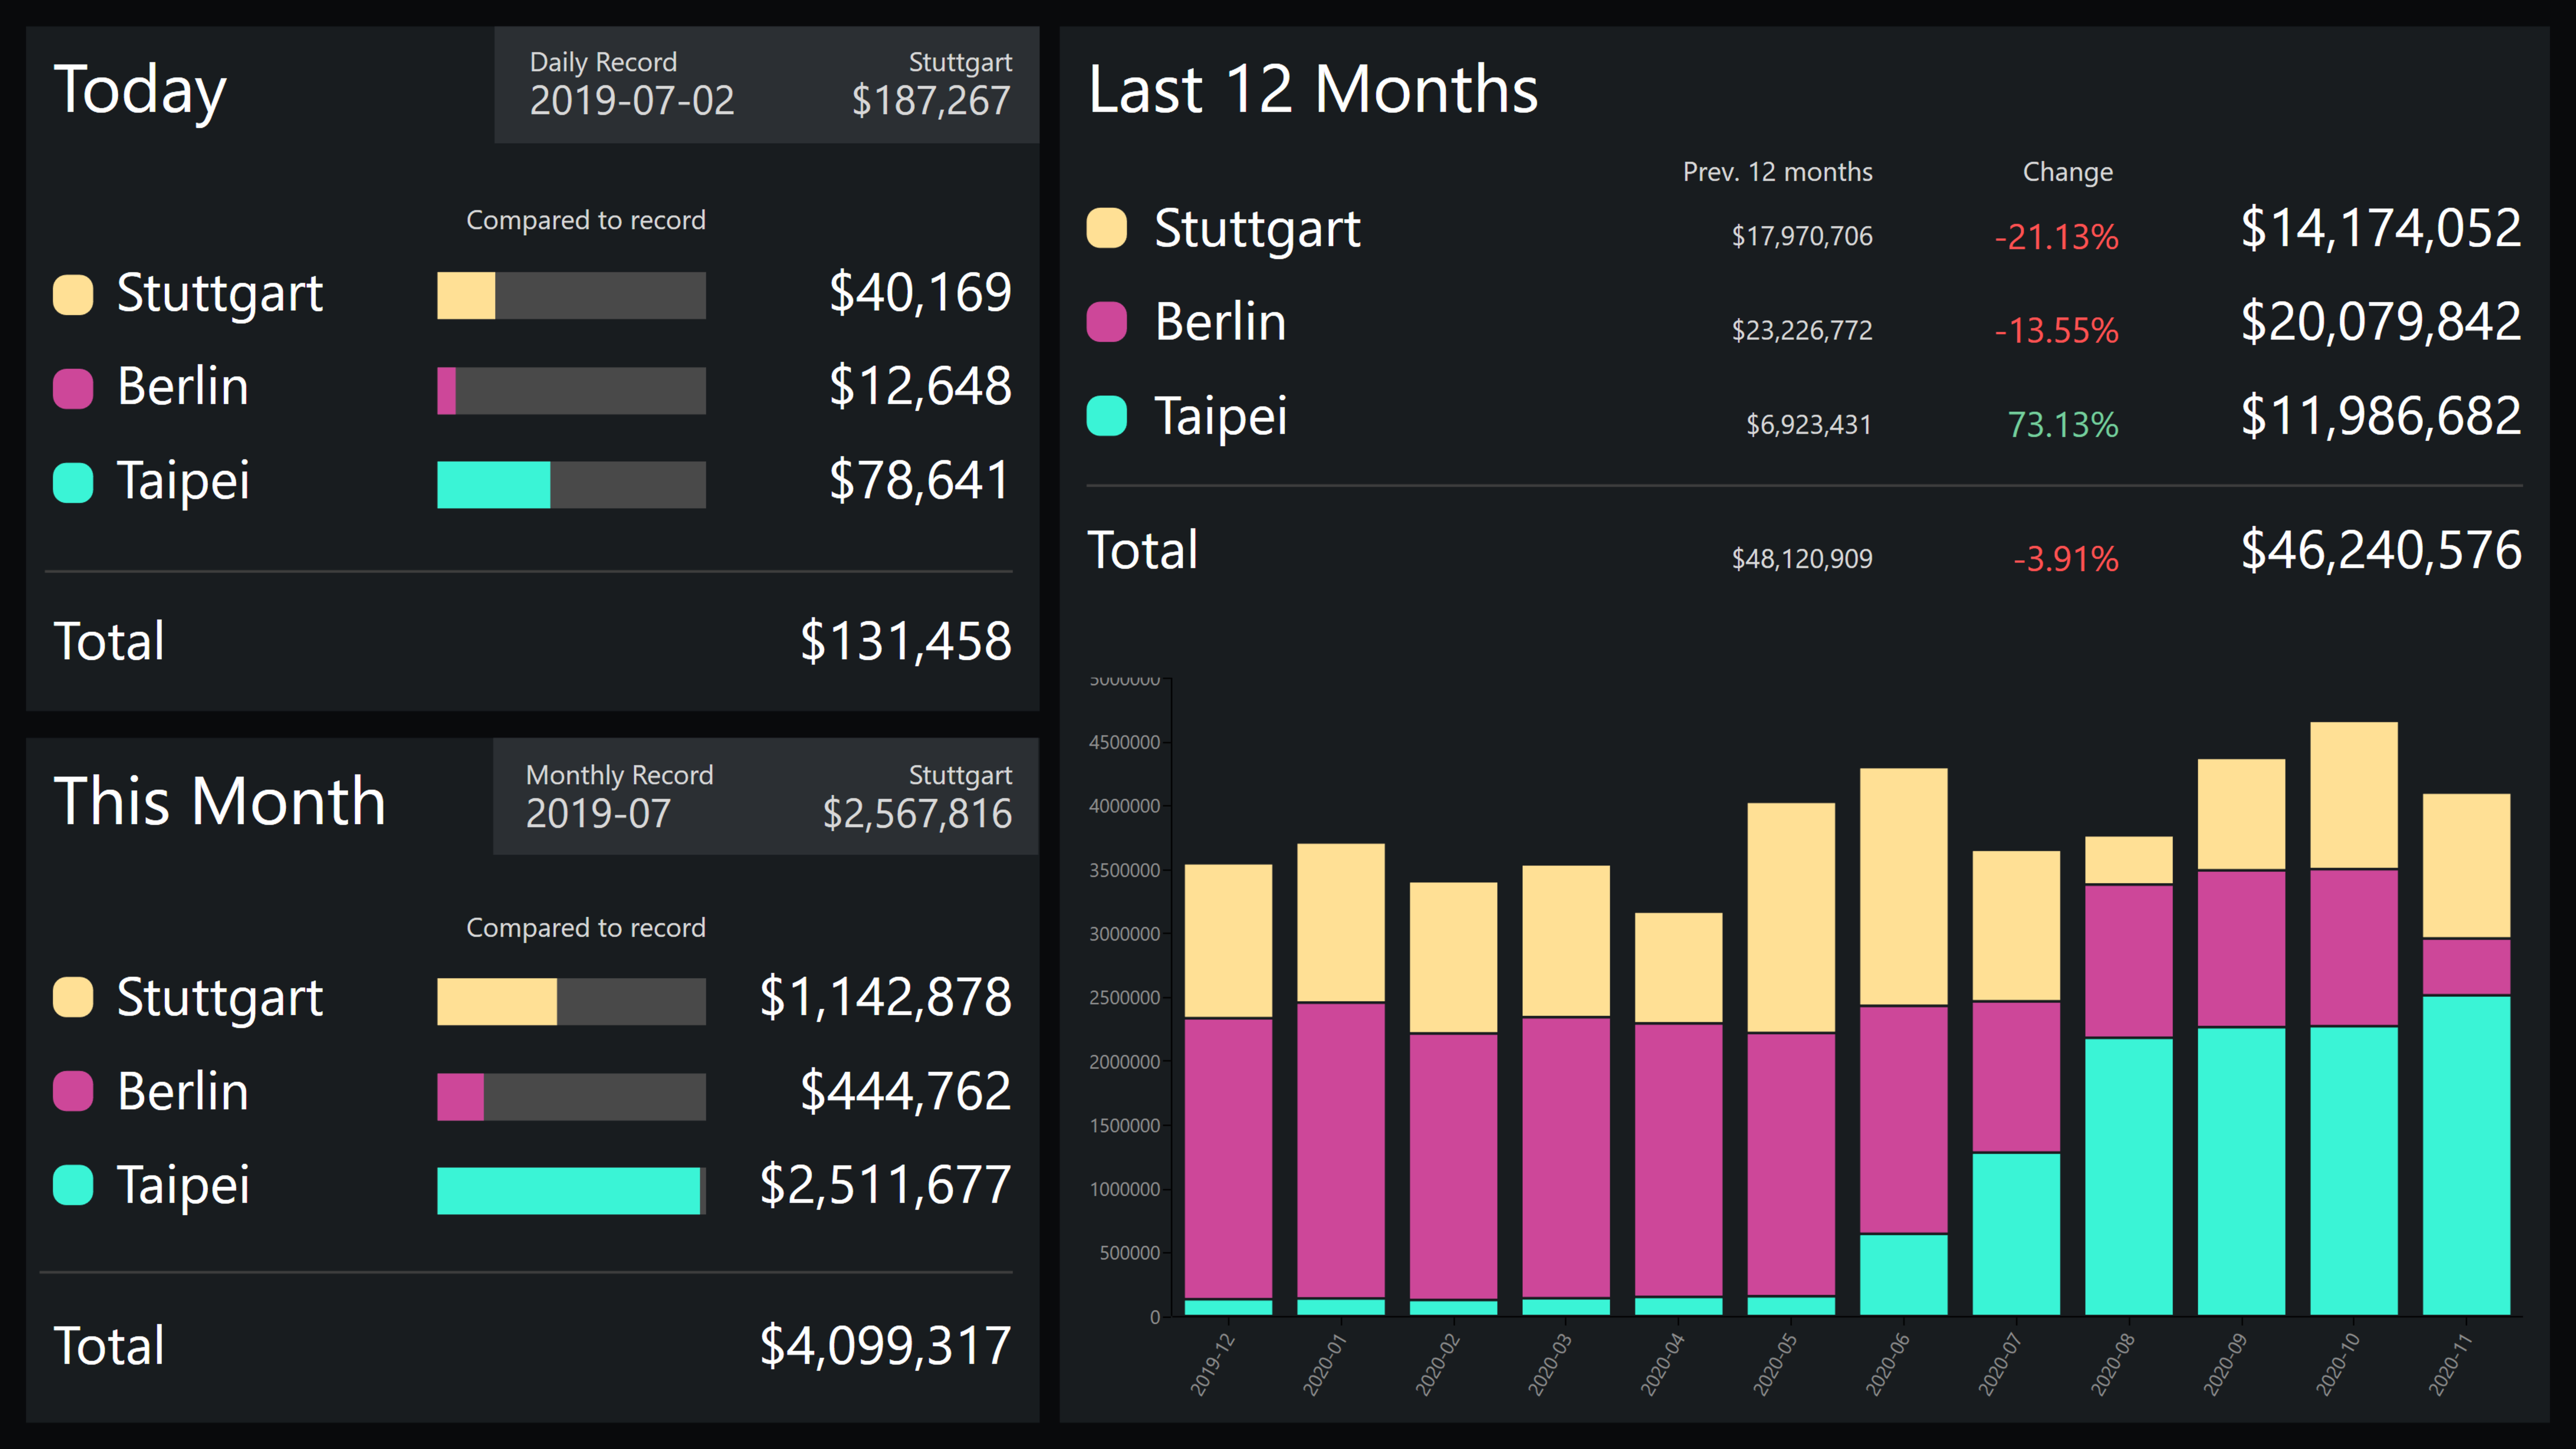 Today
Daily Record Stuttgart
2019-07-02 $187,267
Compared to record
Stuttgart $40,169
Berlin $12,648
Taipei $78,641
Total $131,458
This Month
Monthly Record Stuttgart
2019-07 $2,567,816
Compared to record
Stuttgart $1,142,878
Berlin $444,762
Taipei $2,511,677
Total $4,099,317
Last 12 Months
Prev. 12 months Change
Stuttgart $17,970,706 -21.13% $14,174,052
Berlin $23,226,772 -13.55% $20,079,842
Taipei $6,923,431 73.13% $11,986,682
Total $48,120,909 -3.91% $46,240,576
5000000
4500000
4000000
3500000
3000000
2500000
2000000
1500000
1000000
500000
0
2019-12 2020-01 2020-02 2020-03 2020-04 2020-05 2020-06 2020-07 2020-08 2020-09 2020-10 2020-11